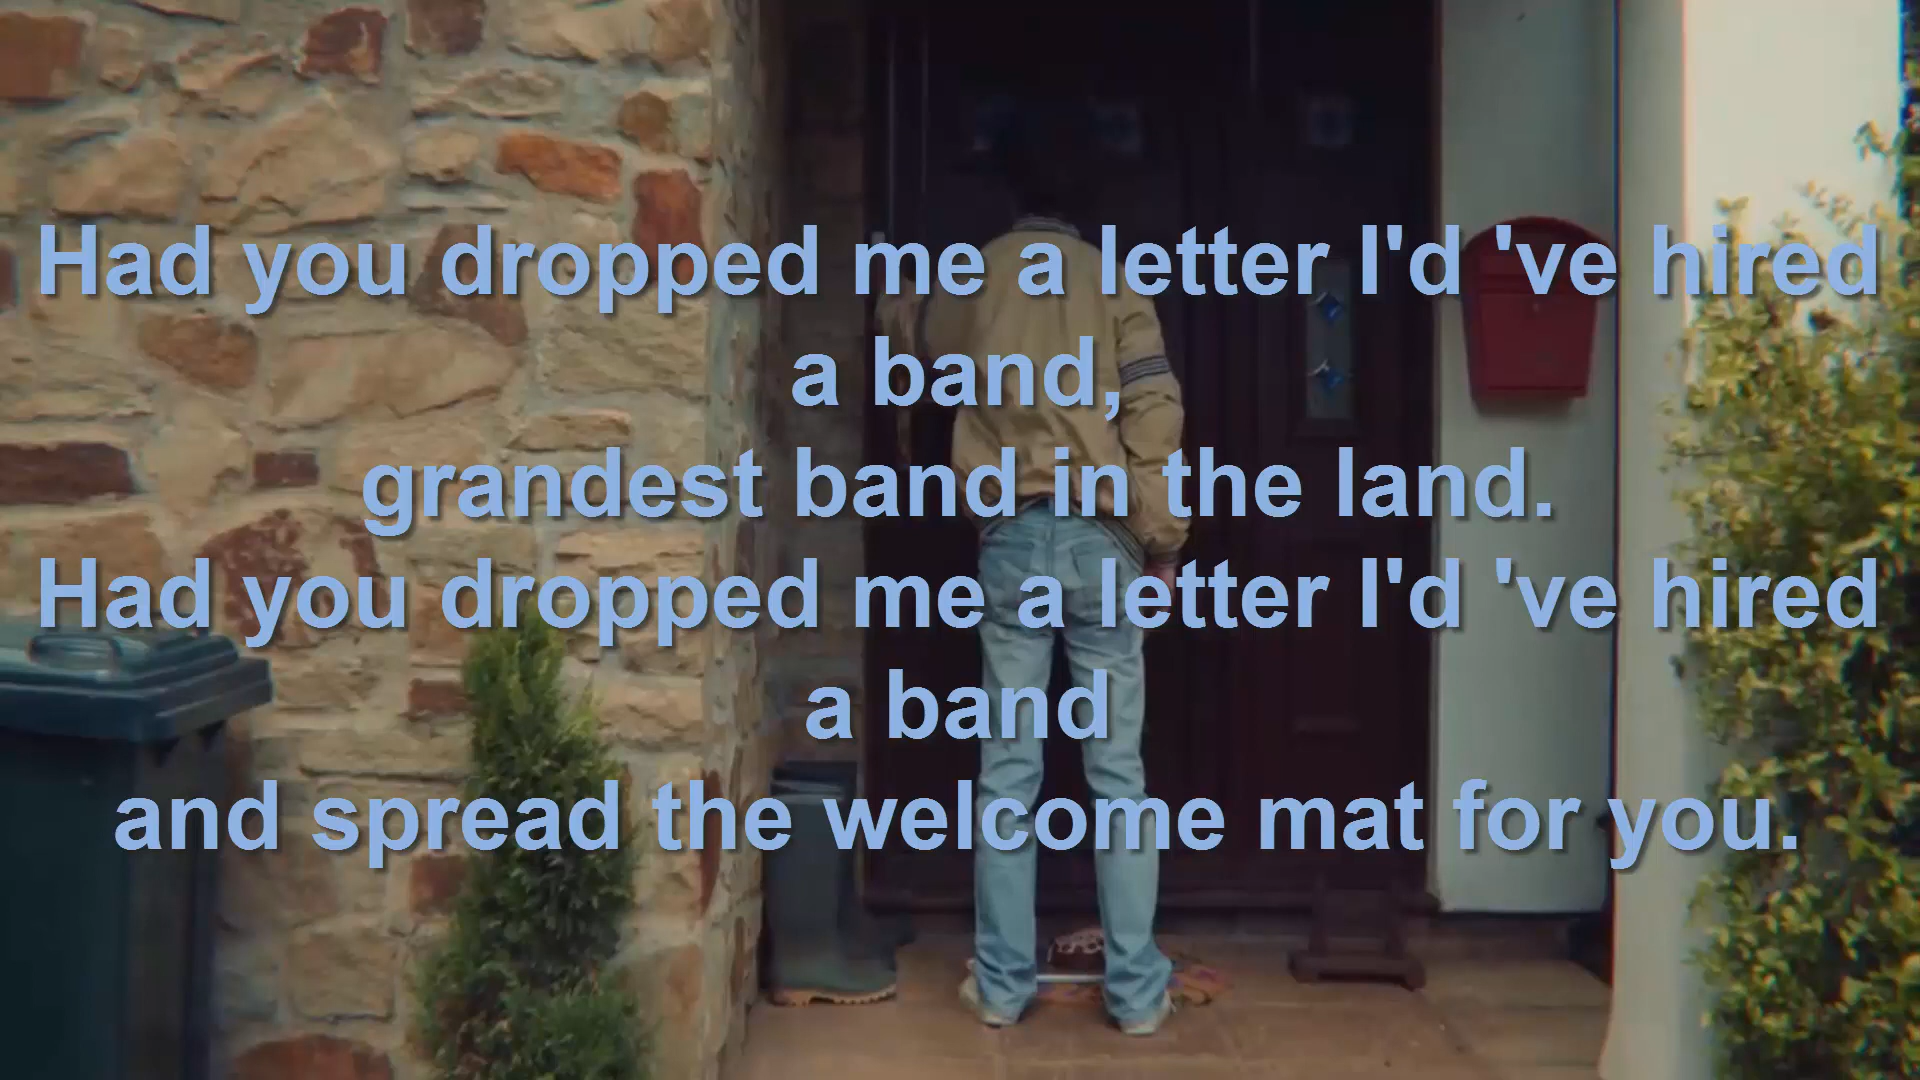 Had you dropped me a letter I'd 've hired
a band,
grandest band in the land.
Had you dropped me a letter I'd 've hired
a band
and spread the welcome mat for you.